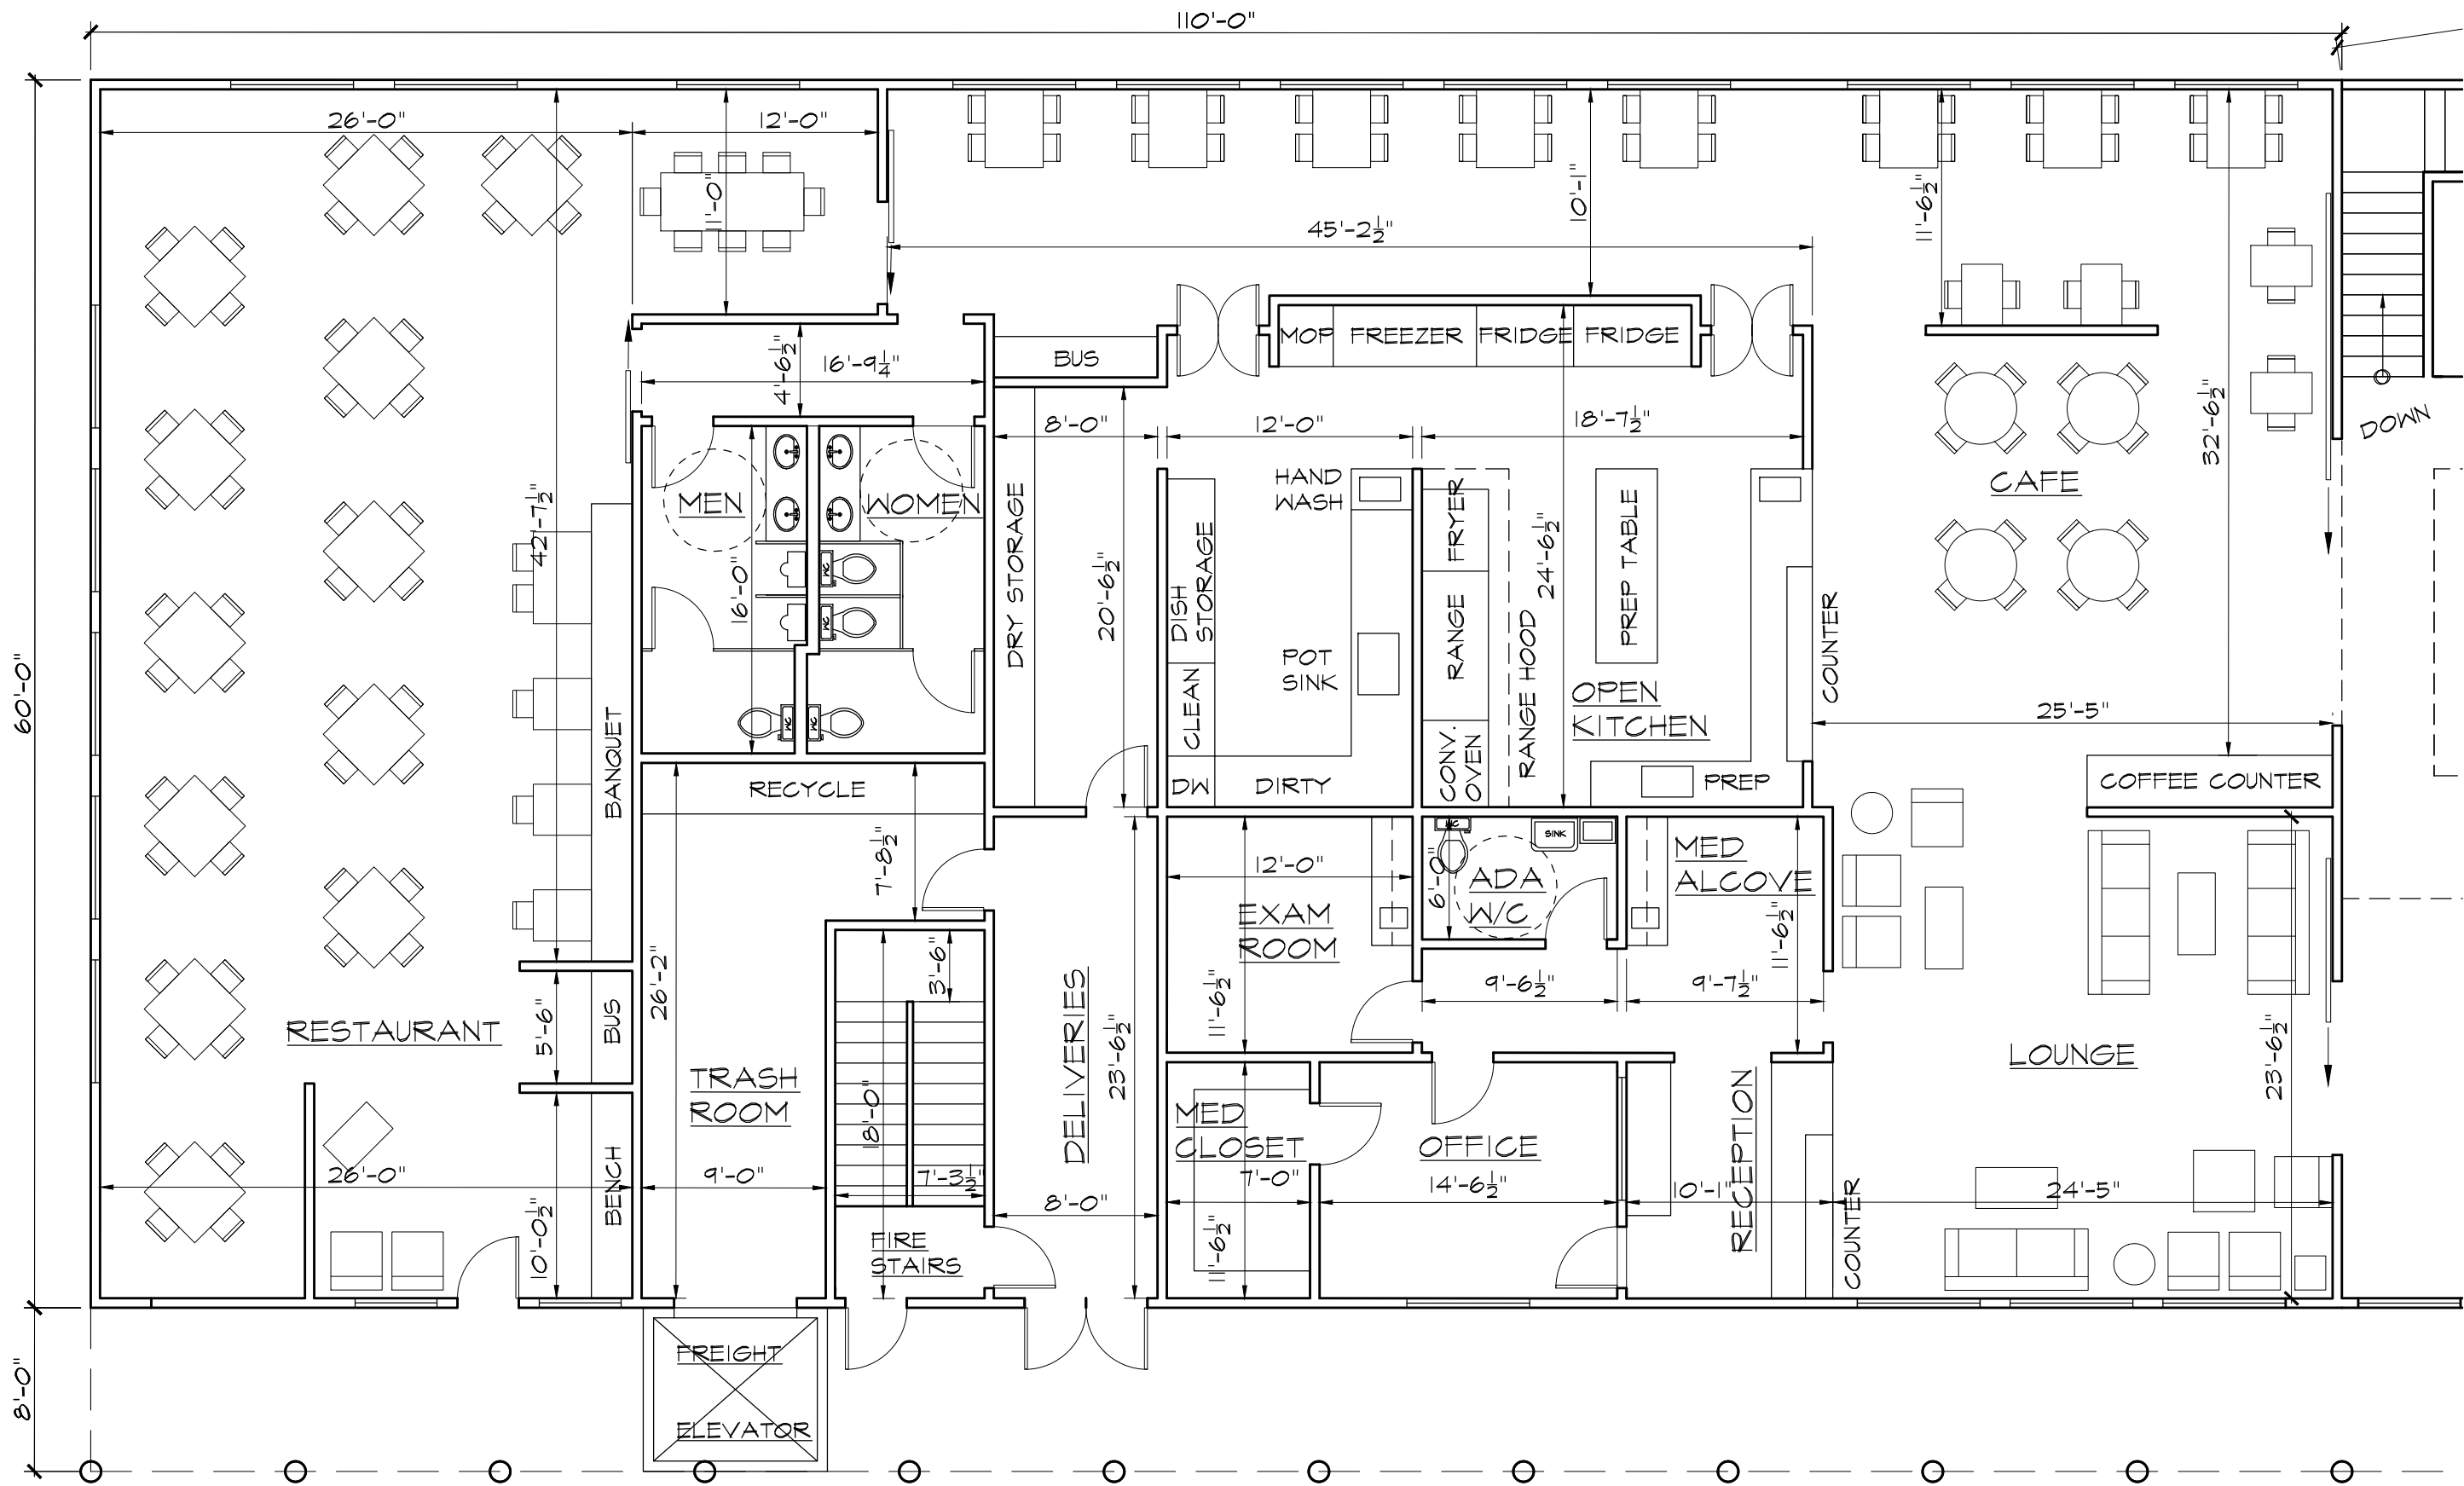 110'-0"
26'-0"
12'-0"
11'-0"
10'-1"
11'-6½"
45'-2½"
60'-0"
42'-7½"
4'-6½"
16'-9¼"
BUS
MOP
FREEZER
FRIDGE
FRIDGE
32'-6½"
DOWN
8'-0"
12'-0"
18'-7½"
MEN
WOMEN
16'-0"
WC
WC
WC
WC
DRY STORAGE
20'-6½"
DISH
STORAGE
CLEAN
DW
DIRTY
HAND
WASH
POT
SINK
FRYER
RANGE
CONV.
OVEN
RANGE HOOD
24'-6½"
PREP TABLE
OPEN
KITCHEN
PREP
COUNTER
CAFE
25'-5"
COFFEE COUNTER
BANQUET
RECYCLE
7'-8½"
26'-2"
3'-6"
12'-0"
EXAM
ROOM
11'-6½"
WC
SINK
6'-0"
ADA
W/C
MED
ALCOVE
11'-6½"
9'-6½"
9'-7½"
RESTAURANT
5'-6"
BUS
TRASH
ROOM
18'-0"
DELIVERIES
23'-6½"
LOUNGE
23'-6½"
26'-0"
10'-0½"
BENCH
9'-0"
7'-3½"
8'-0"
FIRE
STAIRS
MED
CLOSET
7'-0"
11'-6½"
OFFICE
14'-6½"
RECEPTION
10'-1"
COUNTER
24'-5"
8'-0"
FREIGHT
ELEVATOR